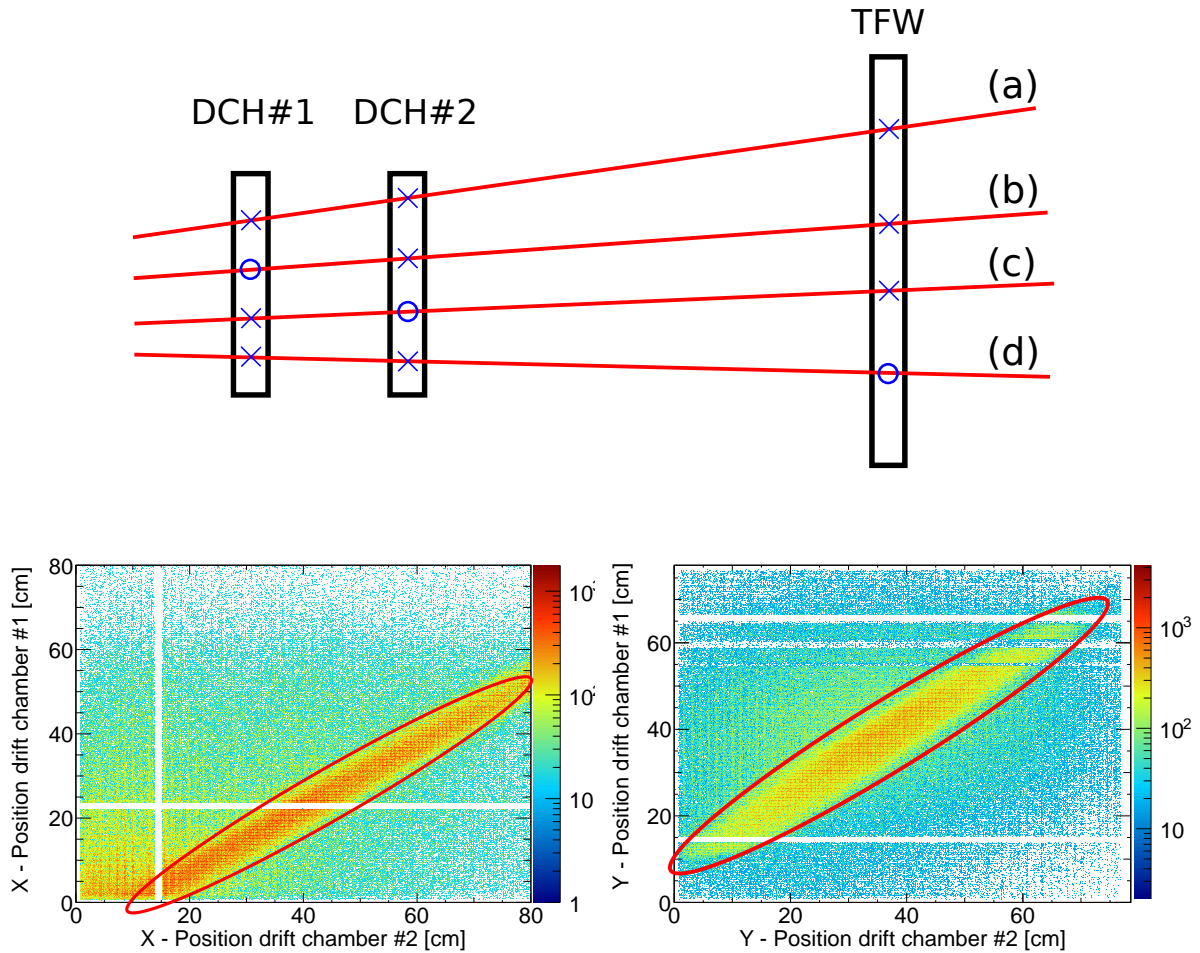 TFW
DCH#1 DCH#2
(a)
(b)
(c)
(d)
X - Position drift chamber #1 [cm]
80
60
40
20
0
0 20 40 60 80
X - Position drift chamber #2 [cm]
10²
10
1
Y - Position drift chamber #1 [cm]
60
40
20
0
0 20 40 60
Y - Position drift chamber #2 [cm]
10³
10²
10